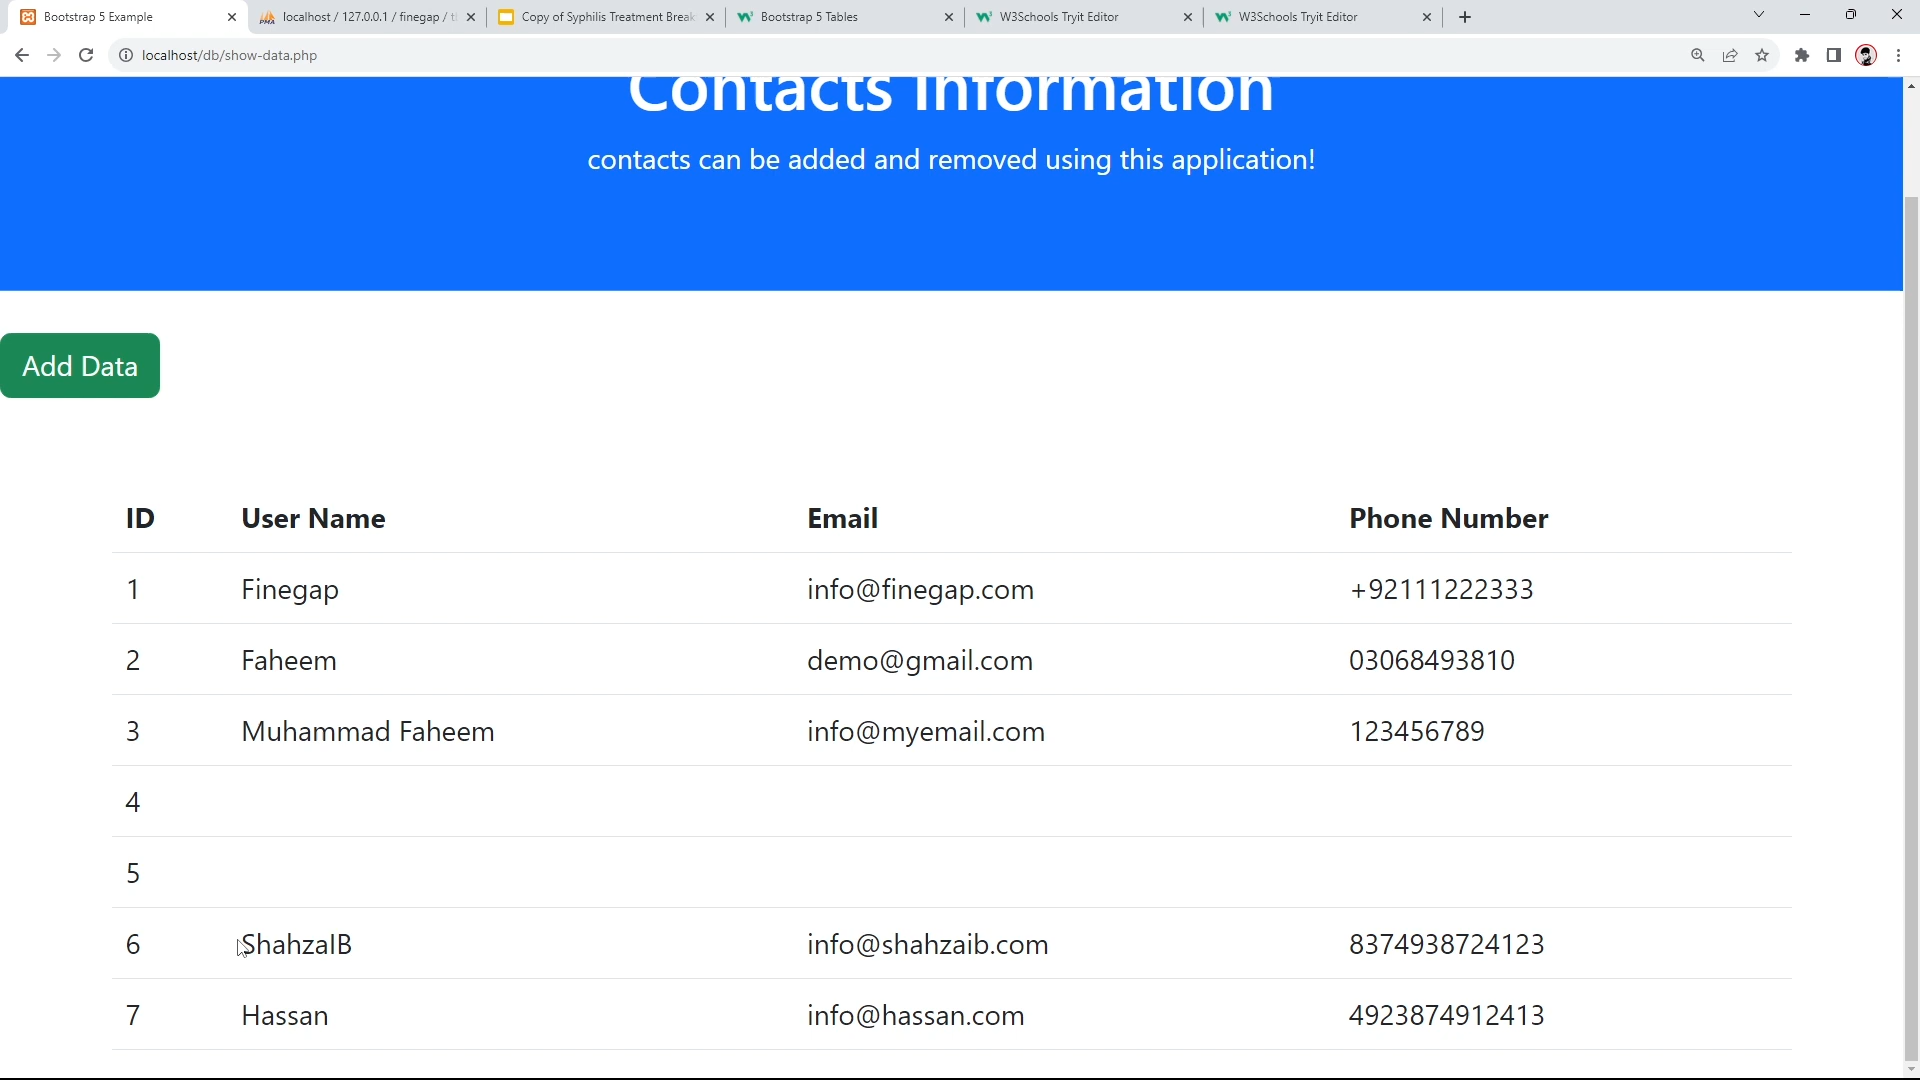 Bootstrap 5 Example
localhost / 127.0.0.1 / finegap / t
Copy of Syphilis Treatment Break
Bootstrap 5 Tables
W3Schools Tryit Editor
W3Schools Tryit Editor
localhost/db/show-data.php
Contacts Information
contacts can be added and removed using this application!
Add Data
ID User Name Email Phone Number
1 Finegap info@finegap.com +92111222333
2 Faheem demo@gmail.com 03068493810
3 Muhammad Faheem info@myemail.com 123456789
4
5
6 ShahzaIB info@shahzaib.com 8374938724123
7 Hassan info@hassan.com 4923874912413